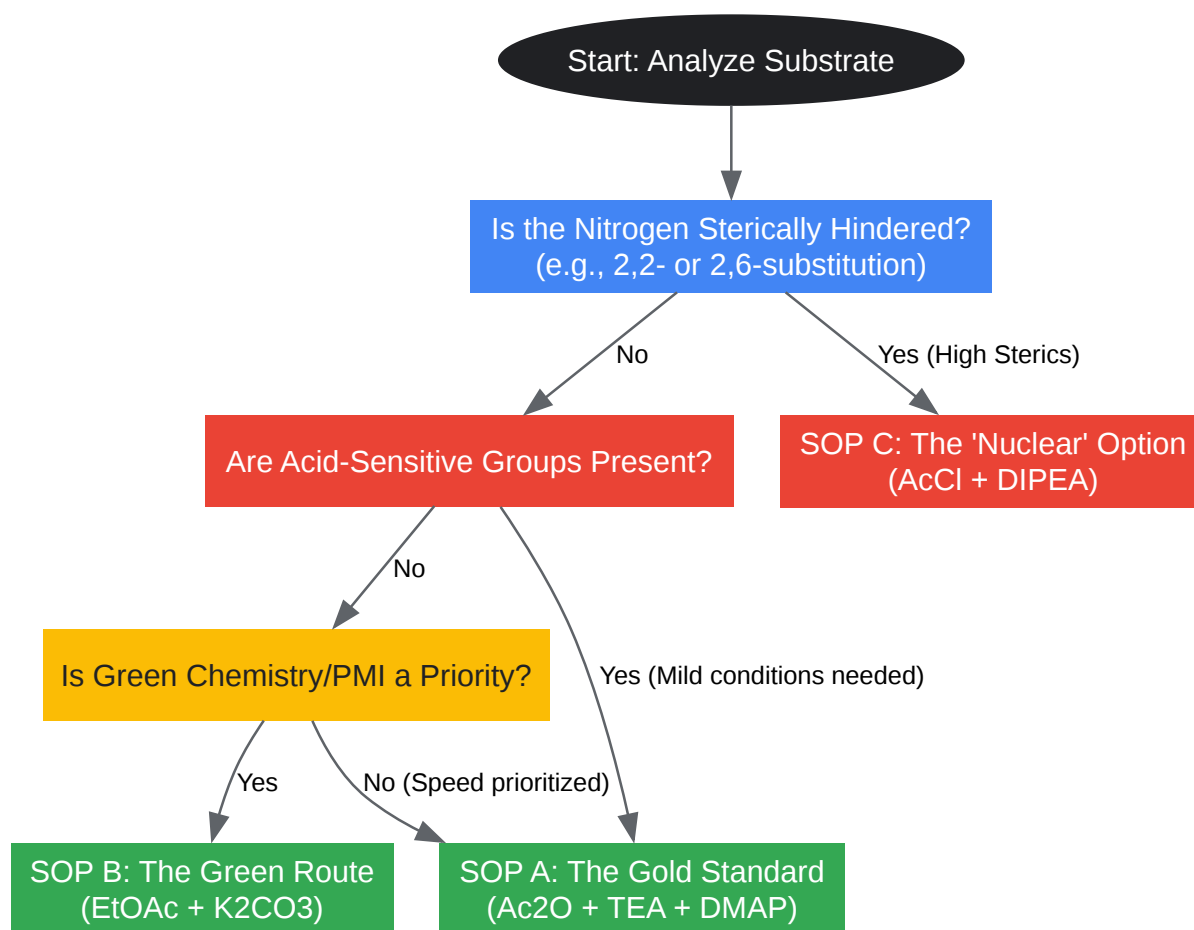 Start: Analyze Substrate
Is the Nitrogen Sterically Hindered?
(e.g., 2,2- or 2,6-substitution)
No
Yes (High Sterics)
Are Acid-Sensitive Groups Present?
SOP C: The 'Nuclear' Option
(AcCl + DIPEA)
No
Is Green Chemistry/PMI a Priority?
Yes (Mild conditions needed)
Yes
No (Speed prioritized)
SOP B: The Green Route
(EtOAc + K2CO3)
SOP A: The Gold Standard
(Ac2O + TEA + DMAP)